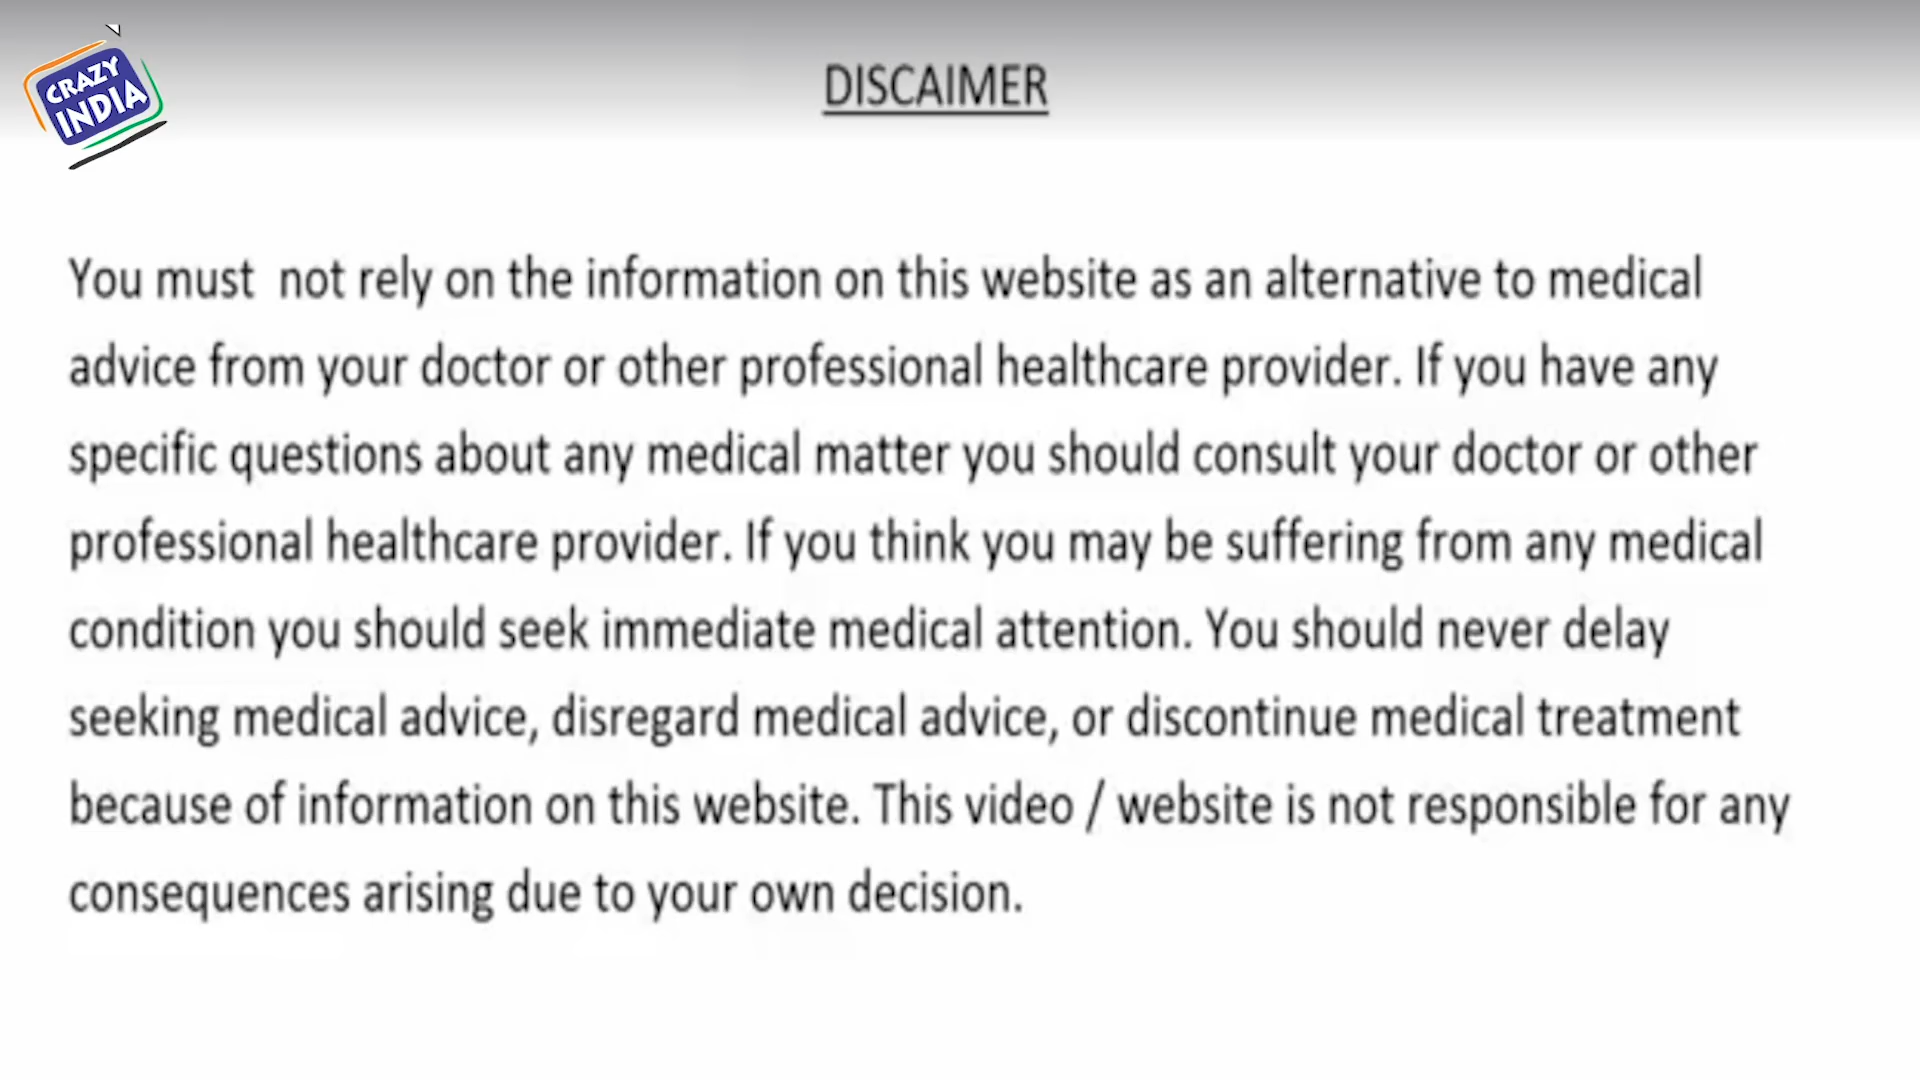 CRAZY
INDIA
DISCAIMER
You must  not rely on the information on this website as an alternative to medical
advice from your doctor or other professional healthcare provider. If you have any
specific questions about any medical matter you should consult your doctor or other
professional healthcare provider. If you think you may be suffering from any medical
condition you should seek immediate medical attention. You should never delay
seeking medical advice, disregard medical advice, or discontinue medical treatment
because of information on this website. This video / website is not responsible for any
consequences arising due to your own decision.